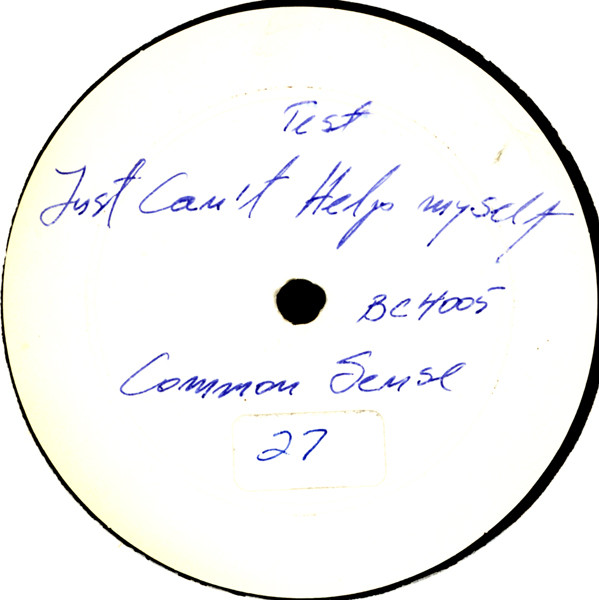 Test
Just Can't Help myself
BC4005
Common Sense
27